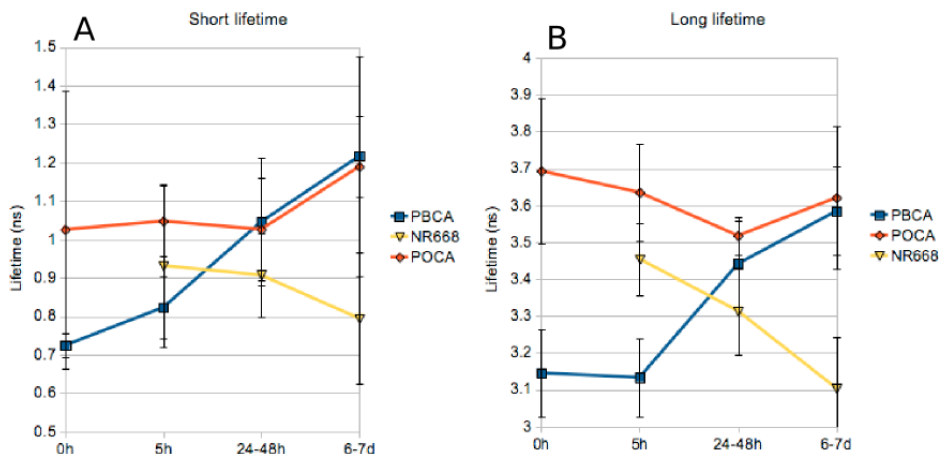 A
Short lifetime
1.5
1.4
1.3
1.2
1.1
1
0.9
0.8
0.7
0.6
0.5
Lifetime (ns)
0h
5h
24-48h
6-7d
PBCA
NR668
POCA
B
Long lifetime
4
3.9
3.8
3.7
3.6
3.5
3.4
3.3
3.2
3.1
3
Lifetime (ns)
0h
5h
24-48h
6-7d
POCA
PBCA
NR668